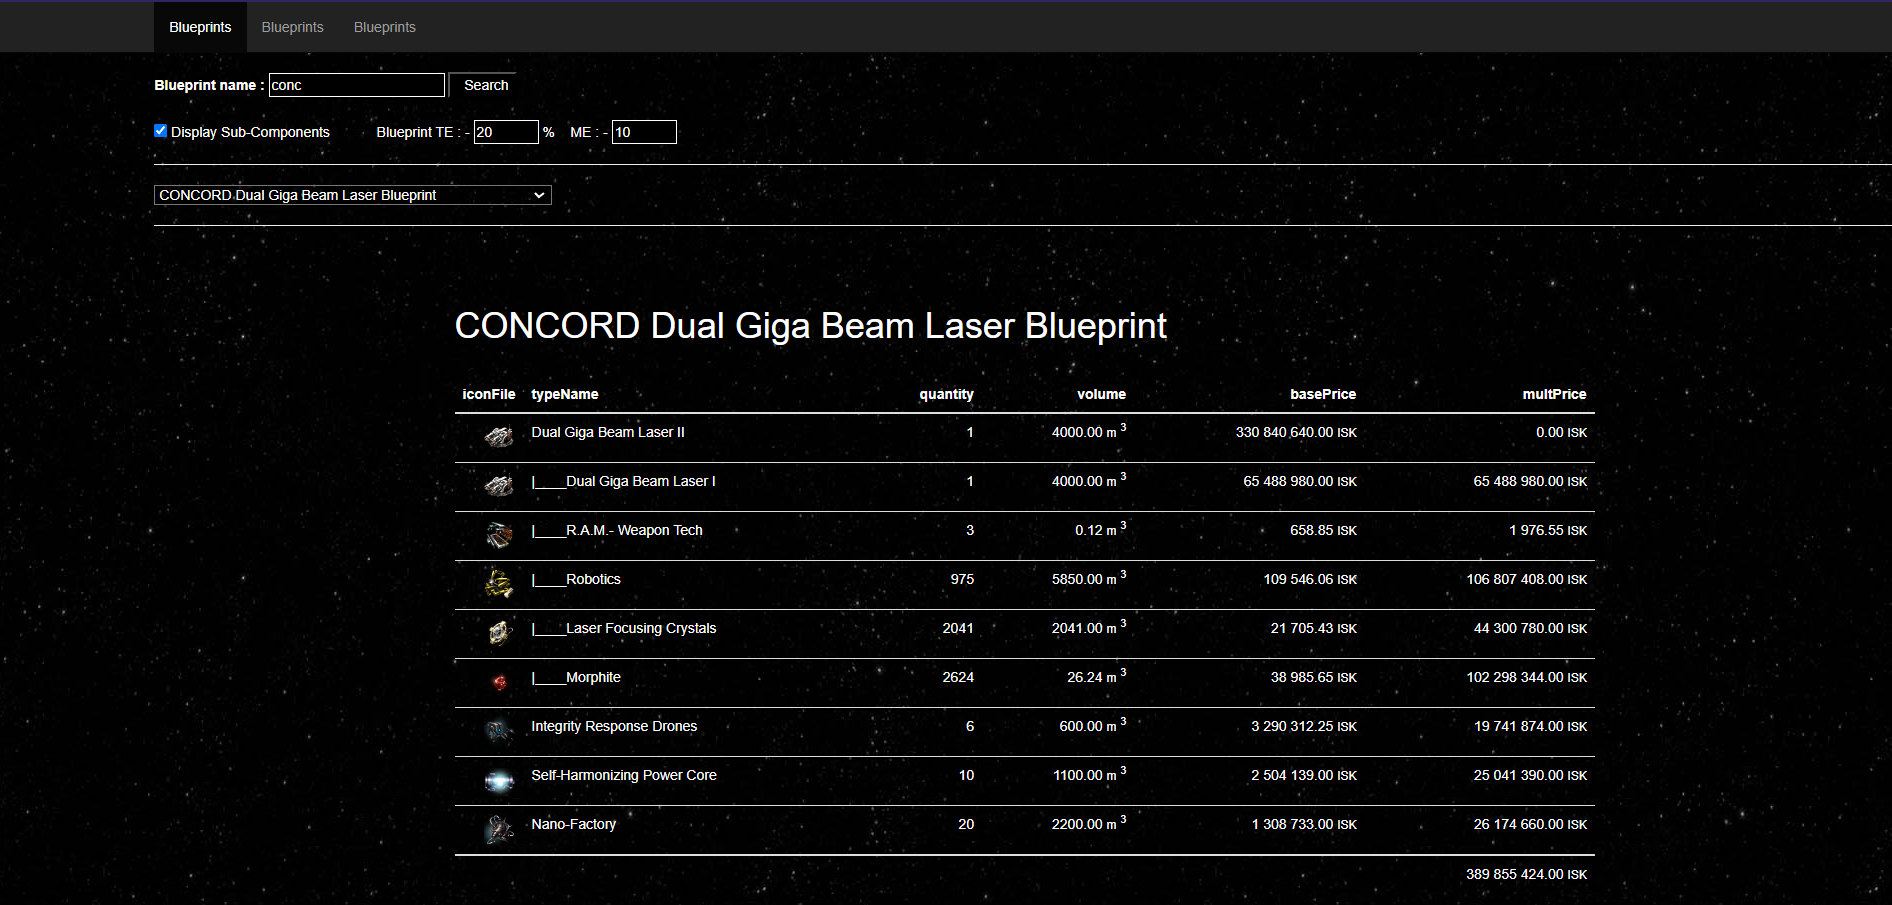 Blueprints Blueprints Blueprints
Blueprint name : conc Search
Display Sub-Components Blueprint TE : - 20 % ME : - 10
CONCORD Dual Giga Beam Laser Blueprint
CONCORD Dual Giga Beam Laser Blueprint
iconFile typeName quantity volume basePrice multPrice
Dual Giga Beam Laser II 1 4000.00 m 3 330 840 640.00 ISK 0.00 ISK
|____Dual Giga Beam Laser I 1 4000.00 m 3 65 488 980.00 ISK 65 488 980.00 ISK
|____R.A.M.- Weapon Tech 3 0.12 m 3 658.85 ISK 1 976.55 ISK
|____Robotics 975 5850.00 m 3 109 546.06 ISK 106 807 408.00 ISK
|____Laser Focusing Crystals 2041 2041.00 m 3 21 705.43 ISK 44 300 780.00 ISK
|____Morphite 2624 26.24 m 3 38 985.65 ISK 102 298 344.00 ISK
Integrity Response Drones 6 600.00 m 3 3 290 312.25 ISK 19 741 874.00 ISK
Self-Harmonizing Power Core 10 1100.00 m 3 2 504 139.00 ISK 25 041 390.00 ISK
Nano-Factory 20 2200.00 m 3 1 308 733.00 ISK 26 174 660.00 ISK
389 855 424.00 ISK